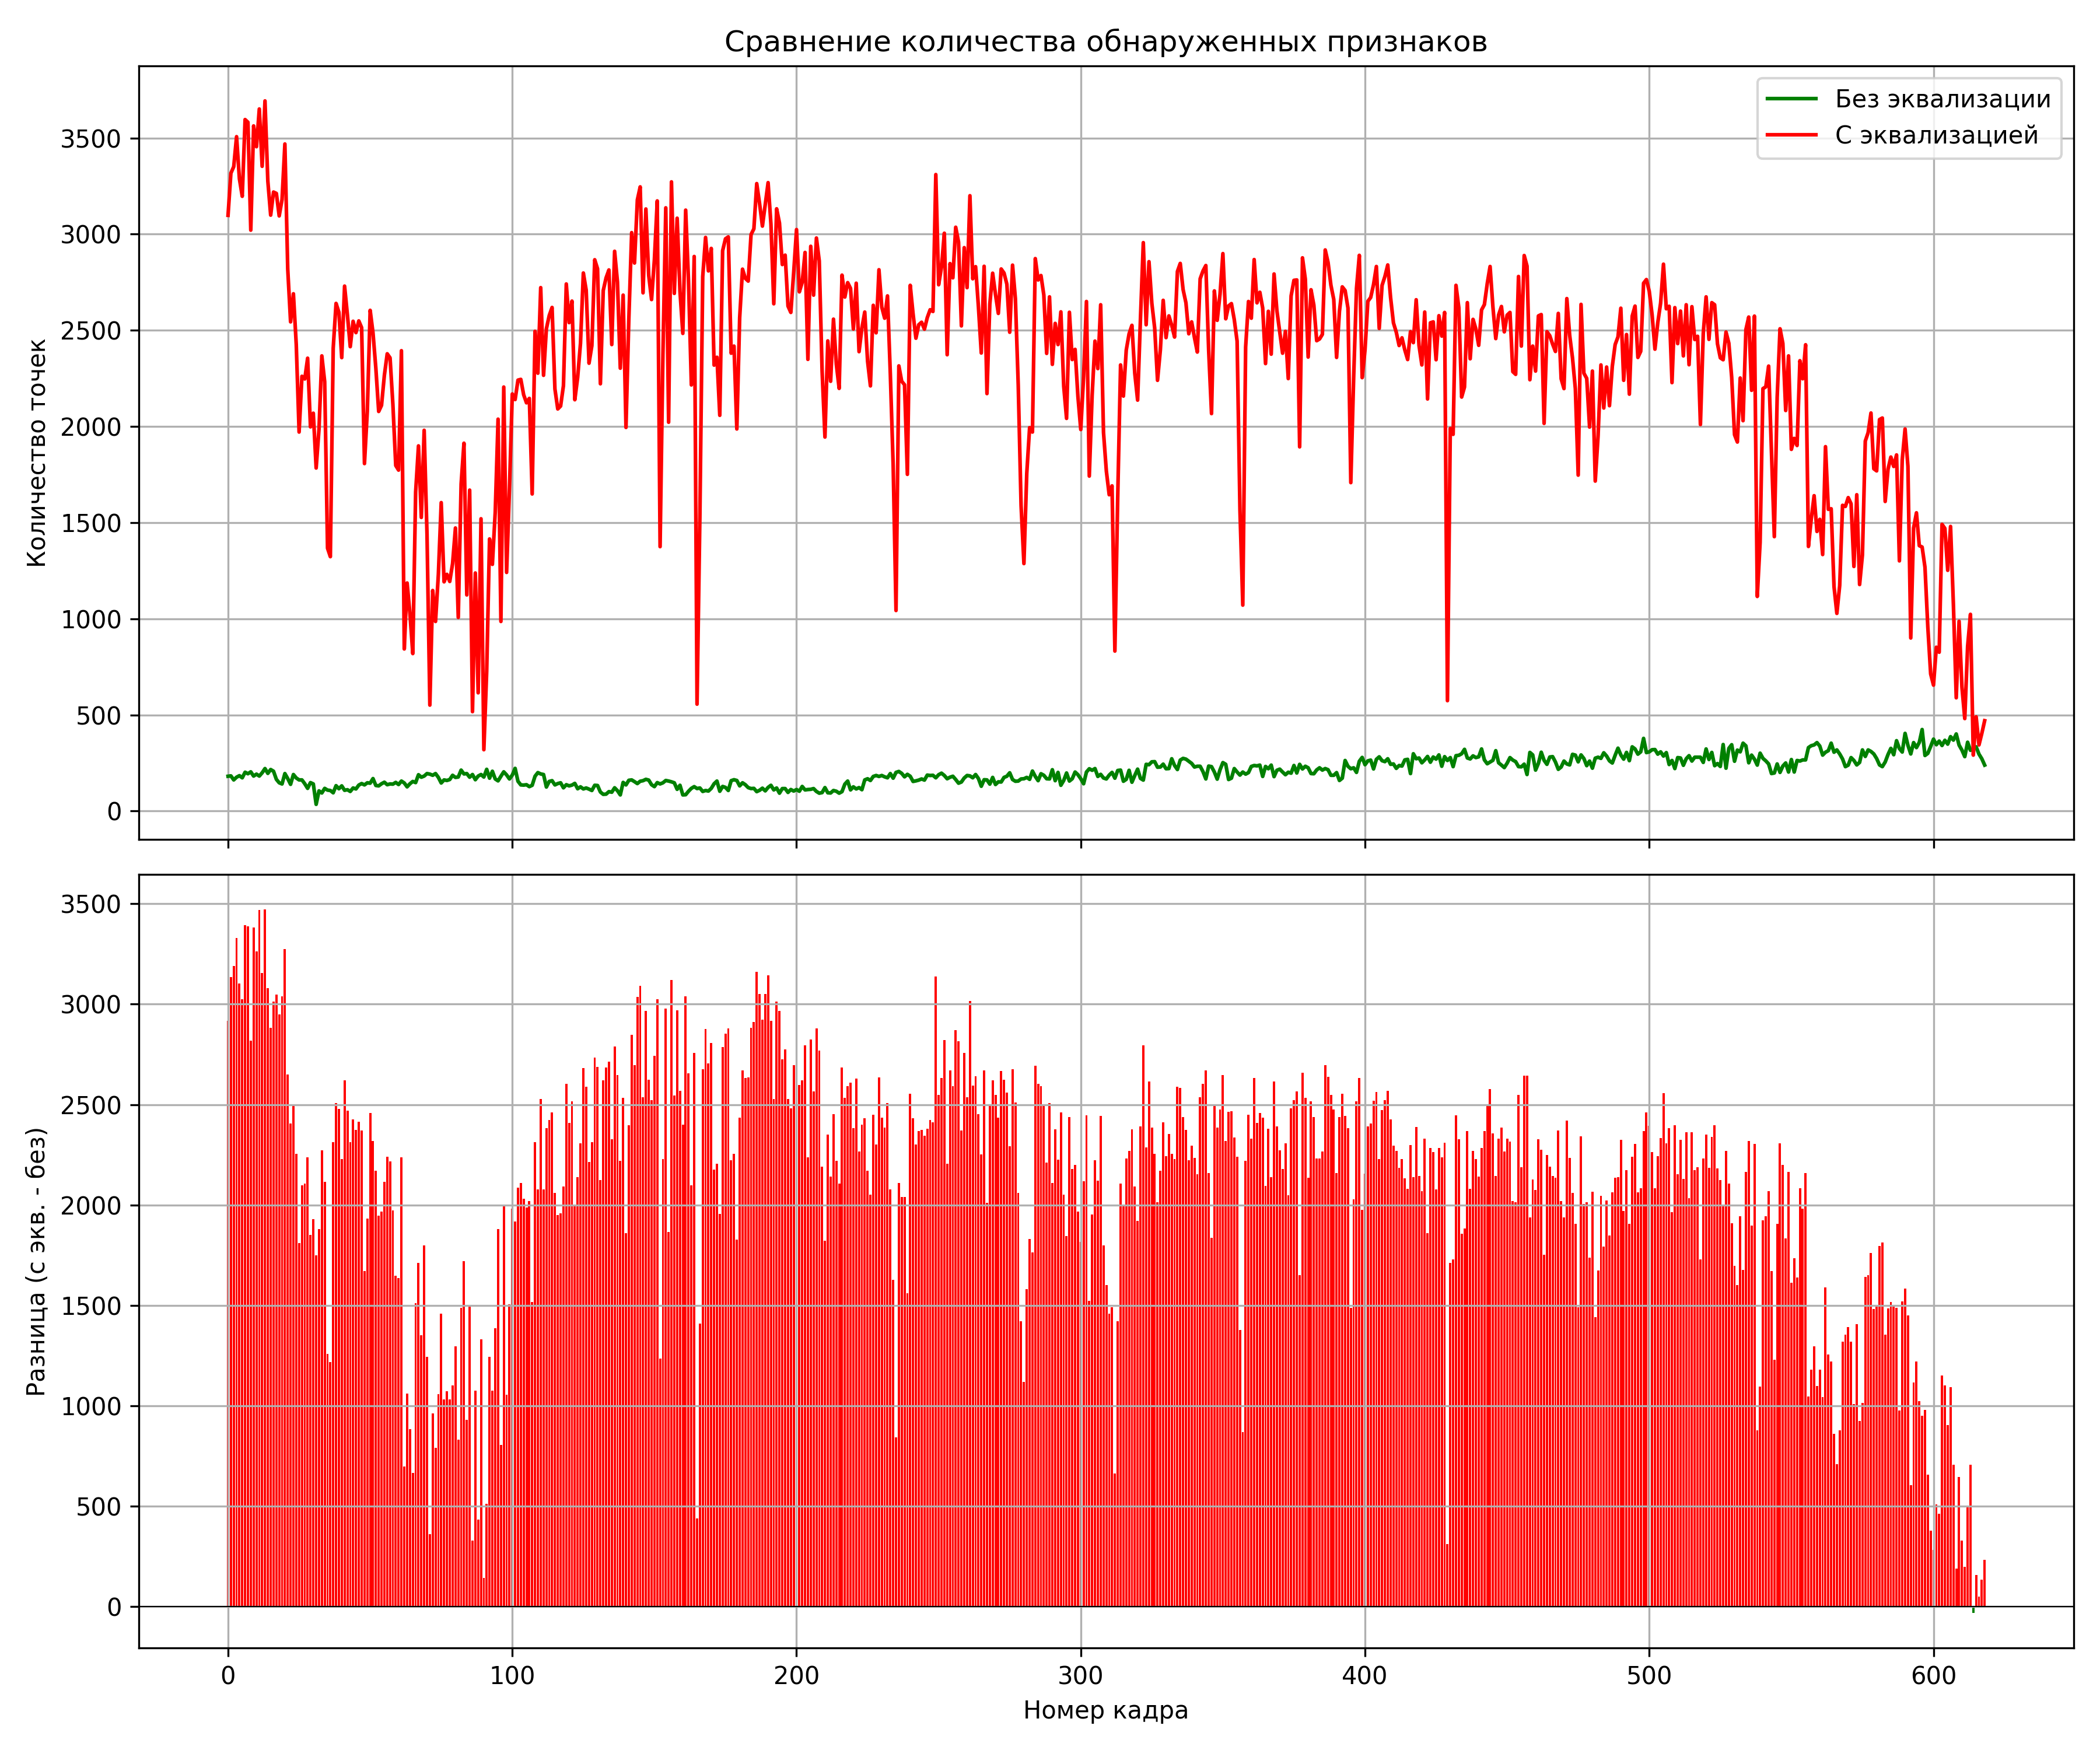 Сравнение количества обнаруженных признаков
Без эквализации
С эквализацией
Количество точек
3500
3000
2500
2000
1500
1000
500
0
Разница (с экв. - без)
3500
3000
2500
2000
1500
1000
500
0
0 100 200 300 400 500 600
Номер кадра